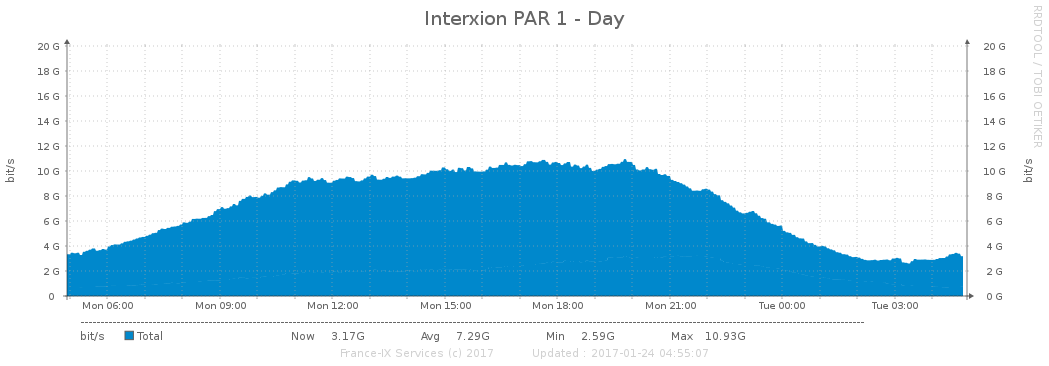 Interxion PAR 1 - Day
RRDTOOL / TOBI OETIKER
bit/s
20 G 20 G
18 G 18 G
16 G 16 G
14 G 14 G
12 G 12 G
10 G 10 G
8 G 8 G
6 G 6 G
4 G 4 G
2 G 2 G
0 0 G
bit/s
Mon 06:00 Mon 09:00 Mon 12:00 Mon 15:00 Mon 18:00 Mon 21:00 Tue 00:00 Tue 03:00
bit/s Total Now 3.17G Avg 7.29G Min 2.59G Max 10.93G
France-IX Services (c) 2017 Updated : 2017-01-24 04:55:07